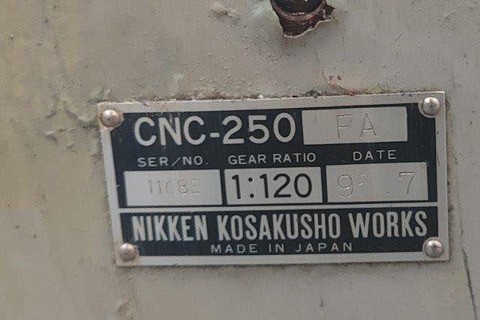 CNC-250 FA
SER/NO. GEAR RATIO DATE
1:120
NIKKEN KOSAKUSHO WORKS
MADE IN JAPAN